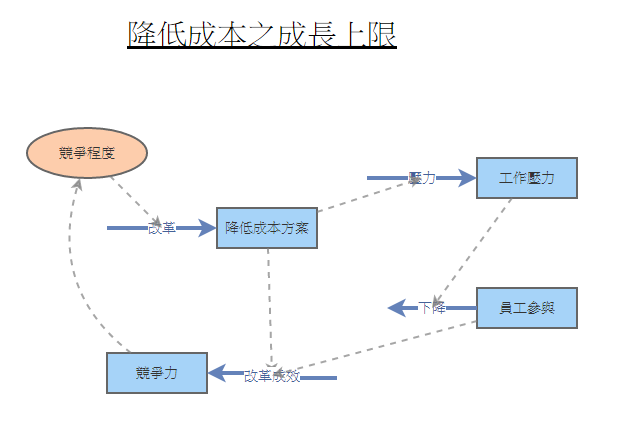 降低成本之成長上限
競爭程度
壓力
工作壓力
改革
降低成本方案
下降
員工參與
競爭力
改革成效